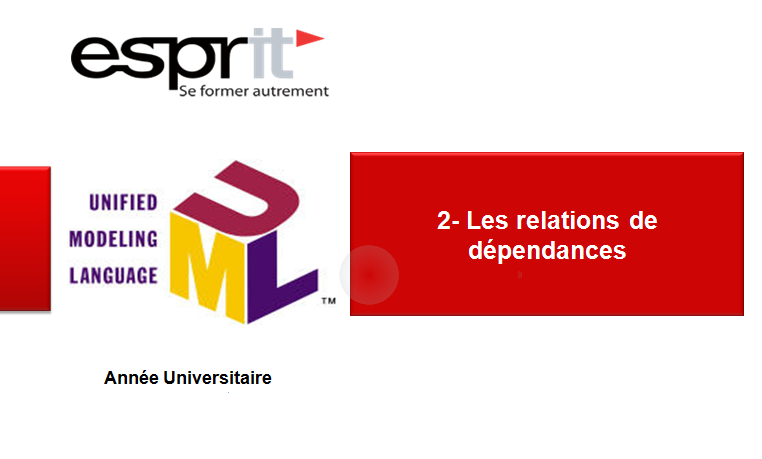 esprit
Se former autrement
UNIFIED
MODELING
LANGUAGE
UML
TM
2- Les relations de
dépendances
Année Universitaire